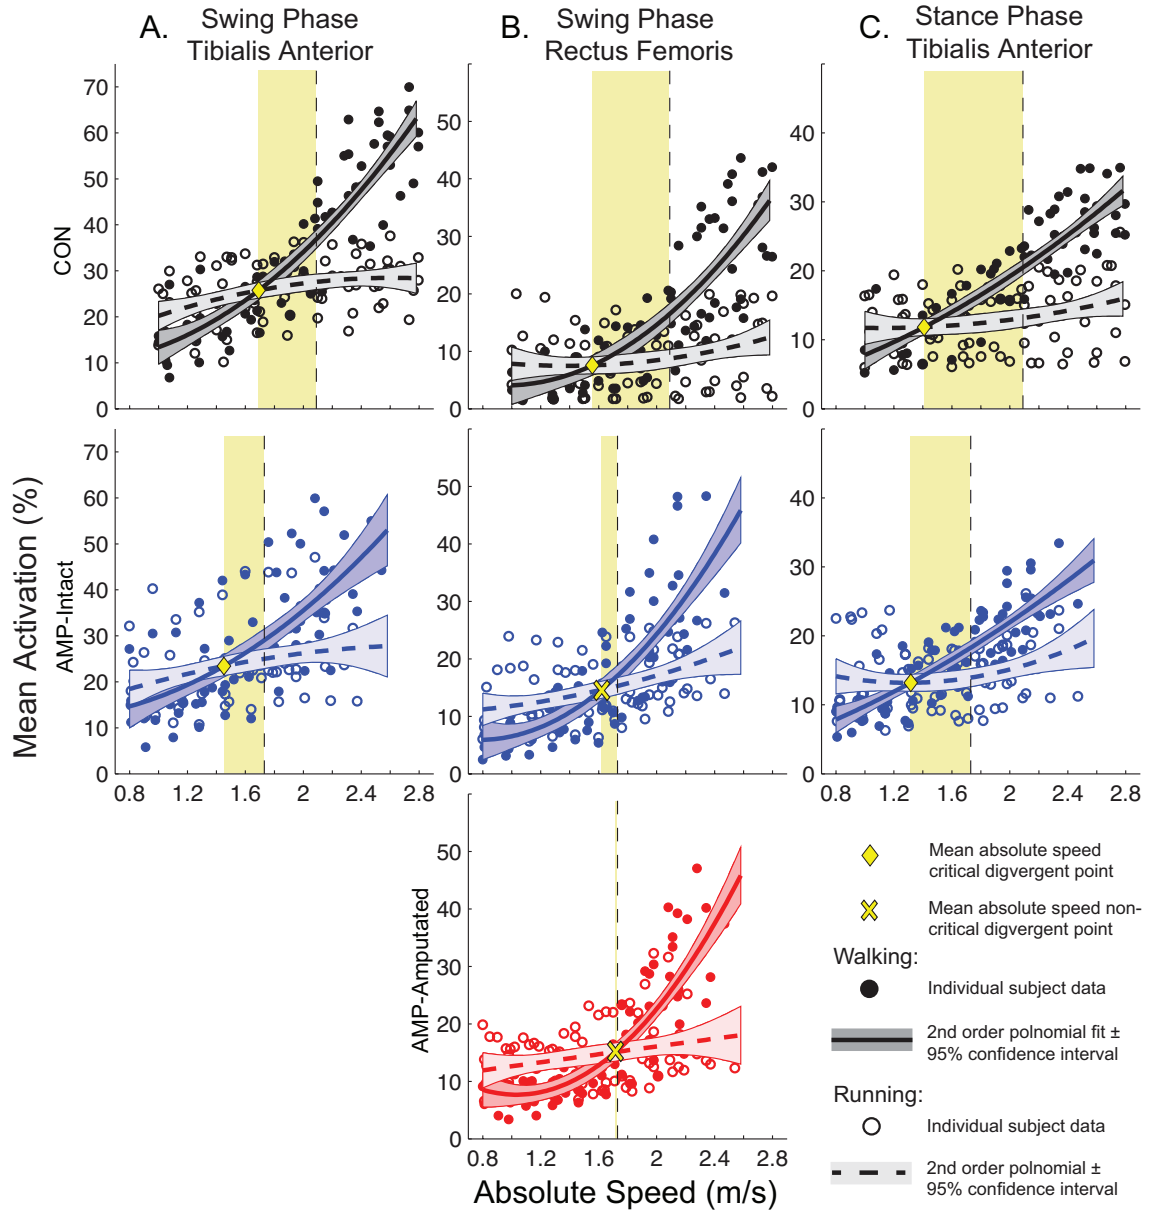 A.
Swing Phase
Tibialis Anterior
B.
Swing Phase
Rectus Femoris
C.
Stance Phase
Tibialis Anterior
Mean Activation (%)
CON
70
60
50
40
30
20
10
0
50
40
30
20
10
0
40
30
20
10
0
AMP-Intact
70
60
50
40
30
20
10
0
0.8 1.2 1.6 2 2.4 2.8
50
40
30
20
10
0
40
30
20
10
0
0.8 1.2 1.6 2 2.4 2.8
AMP-Amputated
50
40
30
20
10
0
0.8 1.2 1.6 2 2.4 2.8
Absolute Speed (m/s)
Mean absolute speed
critical digvergent point
Mean absolute speed non-
critical digvergent point
Walking:
Individual subject data
2nd order polnomial fit ±
95% confidence interval
Running:
Individual subject data
2nd order polnomial ±
95% confidence interval